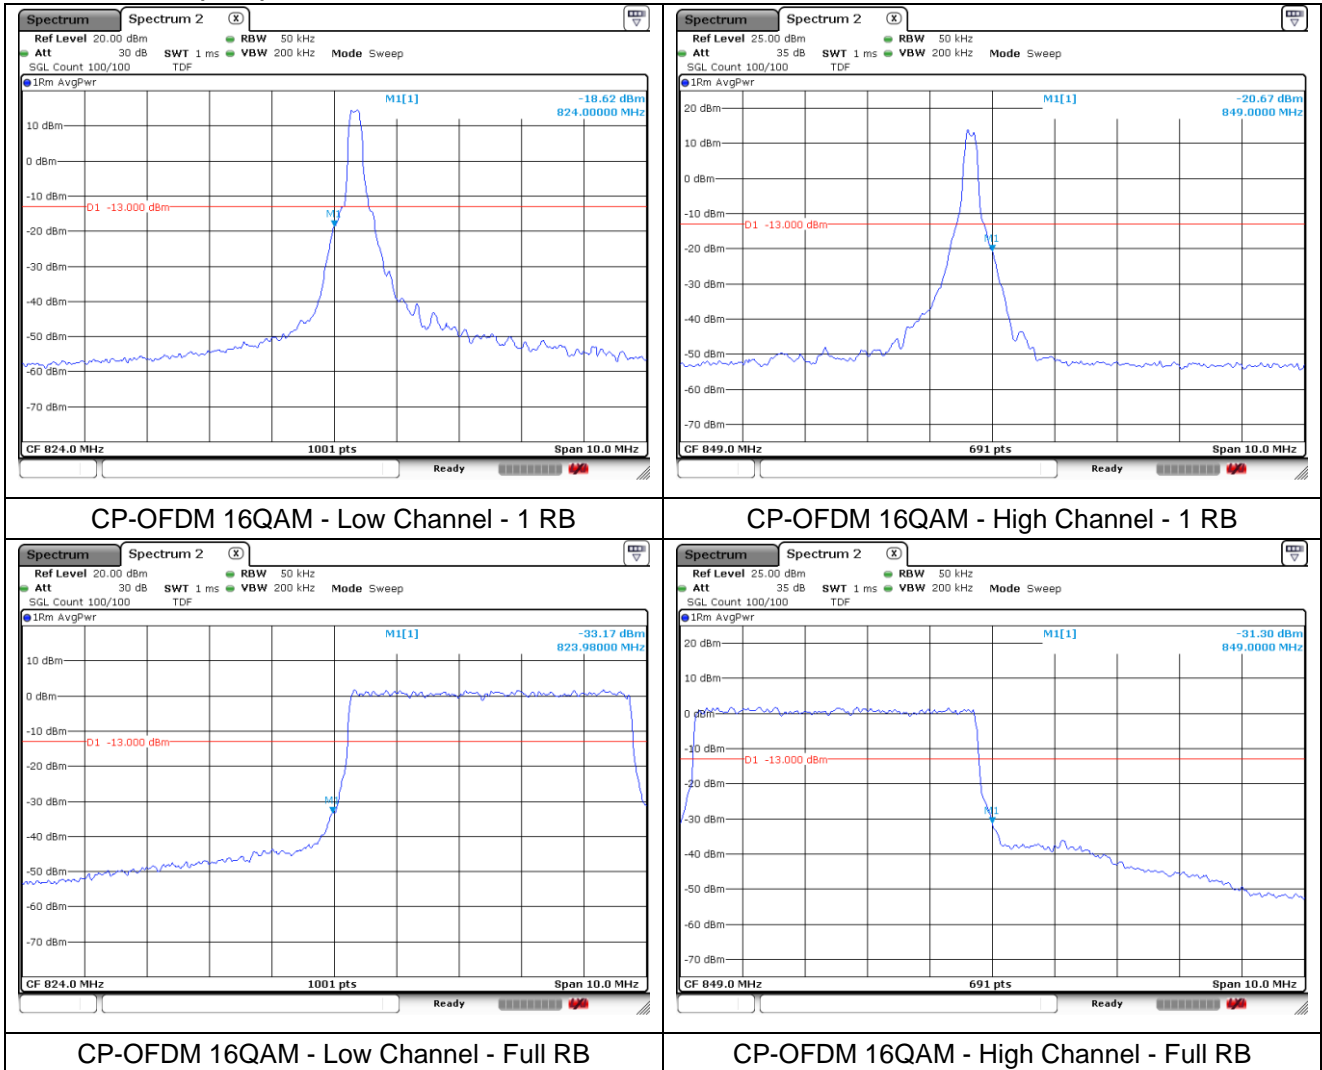 Spectrum Spectrum 2 X
Ref Level 20.00 dBm RBW 50 kHz
Att 30 dB SWT 1 ms VBW 200 kHz Mode Sweep
SGL Count 100/100 TDF
1Rm AvgPwr
M1[1] -18.62 dBm
824.00000 MHz
10 dBm
0 dBm
-10 dBm
D1 -13.000 dBm
M1
-20 dBm
-30 dBm
-40 dBm
-50 dBm
-60 dBm
-70 dBm
CF 824.0 MHz 1001 pts Span 10.0 MHz
Ready
Spectrum Spectrum 2 X
Ref Level 25.00 dBm RBW 50 kHz
Att 35 dB SWT 1 ms VBW 200 kHz Mode Sweep
SGL Count 100/100 TDF
1Rm AvgPwr
M1[1] -20.67 dBm
849.0000 MHz
20 dBm
10 dBm
0 dBm
-10 dBm
D1 -13.000 dBm
M1
-20 dBm
-30 dBm
-40 dBm
-50 dBm
-60 dBm
-70 dBm
CF 849.0 MHz 691 pts Span 10.0 MHz
Ready
CP-OFDM 16QAM - Low Channel - 1 RB
CP-OFDM 16QAM - High Channel - 1 RB
Spectrum Spectrum 2 X
Ref Level 20.00 dBm RBW 50 kHz
Att 30 dB SWT 1 ms VBW 200 kHz Mode Sweep
SGL Count 100/100 TDF
1Rm AvgPwr
M1[1] -33.17 dBm
823.98000 MHz
10 dBm
0 dBm
-10 dBm
D1 -13.000 dBm
-20 dBm
-30 dBm
M1
-40 dBm
-50 dBm
-60 dBm
-70 dBm
CF 824.0 MHz 1001 pts Span 10.0 MHz
Ready
Spectrum Spectrum 2 X
Ref Level 25.00 dBm RBW 50 kHz
Att 35 dB SWT 1 ms VBW 200 kHz Mode Sweep
SGL Count 100/100 TDF
1Rm AvgPwr
M1[1] -31.30 dBm
849.0000 MHz
20 dBm
10 dBm
0 dBm
-10 dBm
D1 -13.000 dBm
-20 dBm
M1
-30 dBm
-40 dBm
-50 dBm
-60 dBm
-70 dBm
CF 849.0 MHz 691 pts Span 10.0 MHz
Ready
CP-OFDM 16QAM - Low Channel - Full RB
CP-OFDM 16QAM - High Channel - Full RB